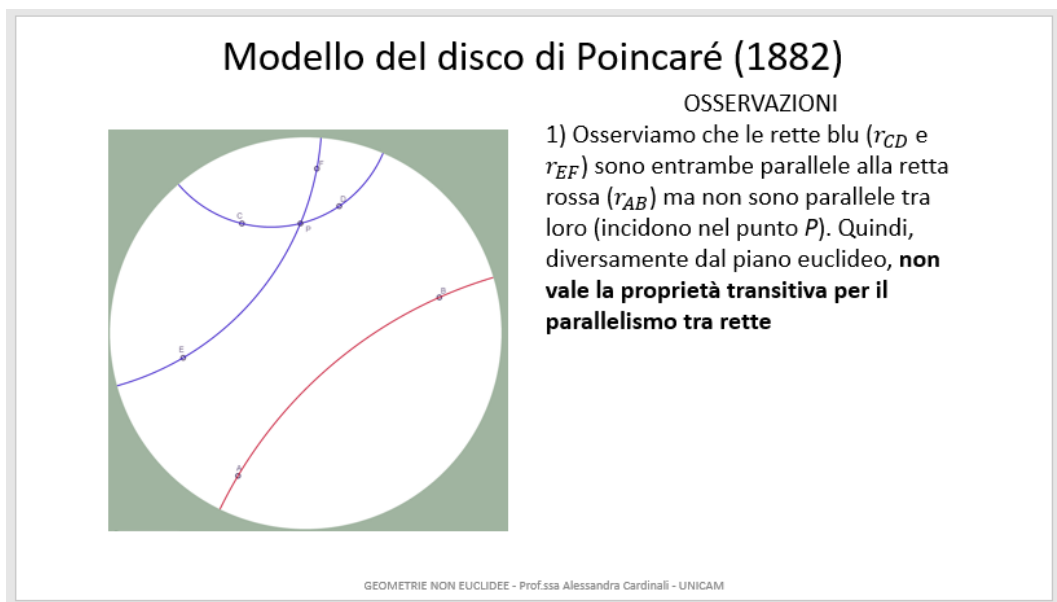 Modello del disco di Poincaré (1882)
OSSERVAZIONI
1) Osserviamo che le rette blu (r_CD e
r_EF) sono entrambe parallele alla retta
rossa (r_AB) ma non sono parallele tra
loro (incidono nel punto P). Quindi,
diversamente dal piano euclideo, non
vale la proprietà transitiva per il
parallelismo tra rette
F
D
C
P
B
E
A
GEOMETRIE NON EUCLIDEE - Prof.ssa Alessandra Cardinali - UNICAM